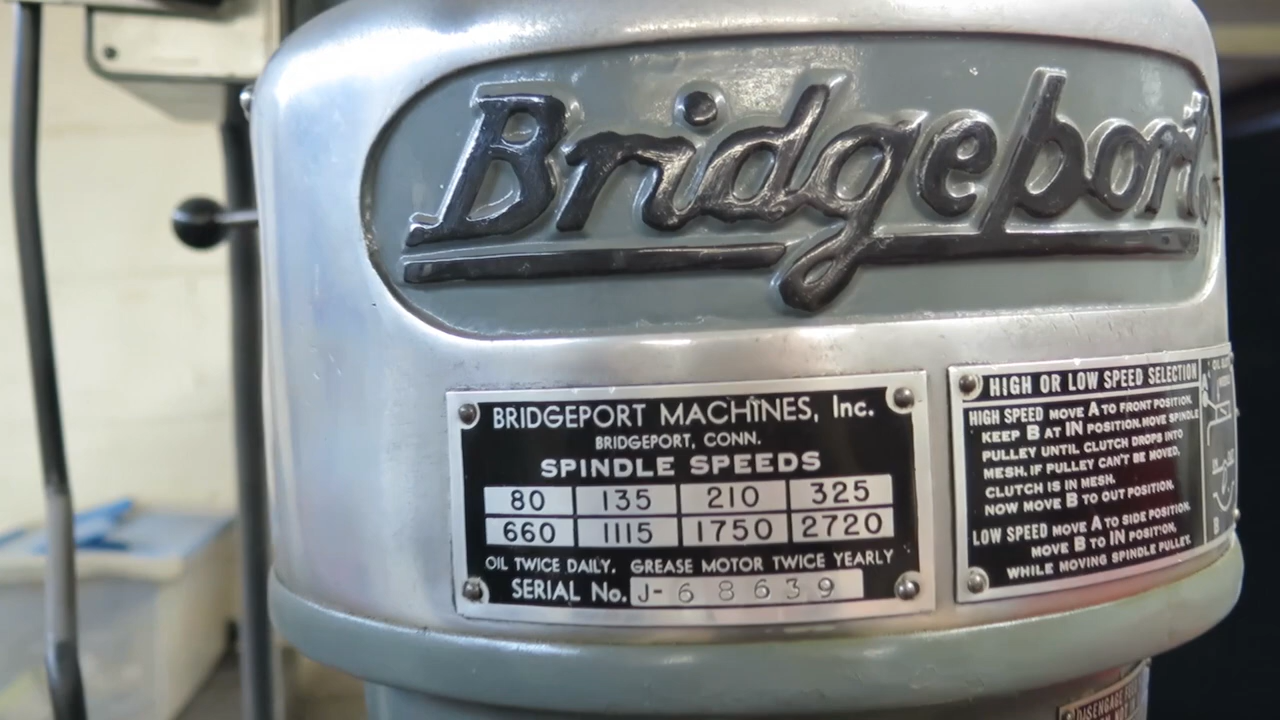 Bridgeport
BRIDGEPORT MACHINES, Inc.
BRIDGEPORT, CONN.
SPINDLE SPEEDS
80 135 210 325
660 1115 1750 2720
OIL TWICE DAILY. GREASE MOTOR TWICE YEARLY
SERIAL No. J-68639
HIGH OR LOW SPEED SELECTION
HIGH SPEED MOVE A TO FRONT POSITION.
KEEP B AT IN POSITION. MOVE SPINDLE
PULLEY UNTIL CLUTCH DROPS INTO
MESH. IF PULLEY CAN'T BE MOVED,
CLUTCH IS IN MESH.
NOW MOVE B TO OUT POSITION.
LOW SPEED MOVE A TO SIDE POSITION.
MOVE B TO IN POSITION,
WHILE MOVING SPINDLE PULLEY.
A
B
DISENGAGE